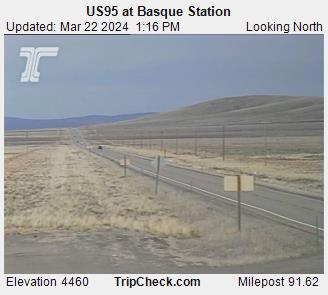 US95 at Basque Station
Updated: Mar 22 2024 1:16 PM Looking North
Elevation 4460 TripCheck.com Milepost 91.62